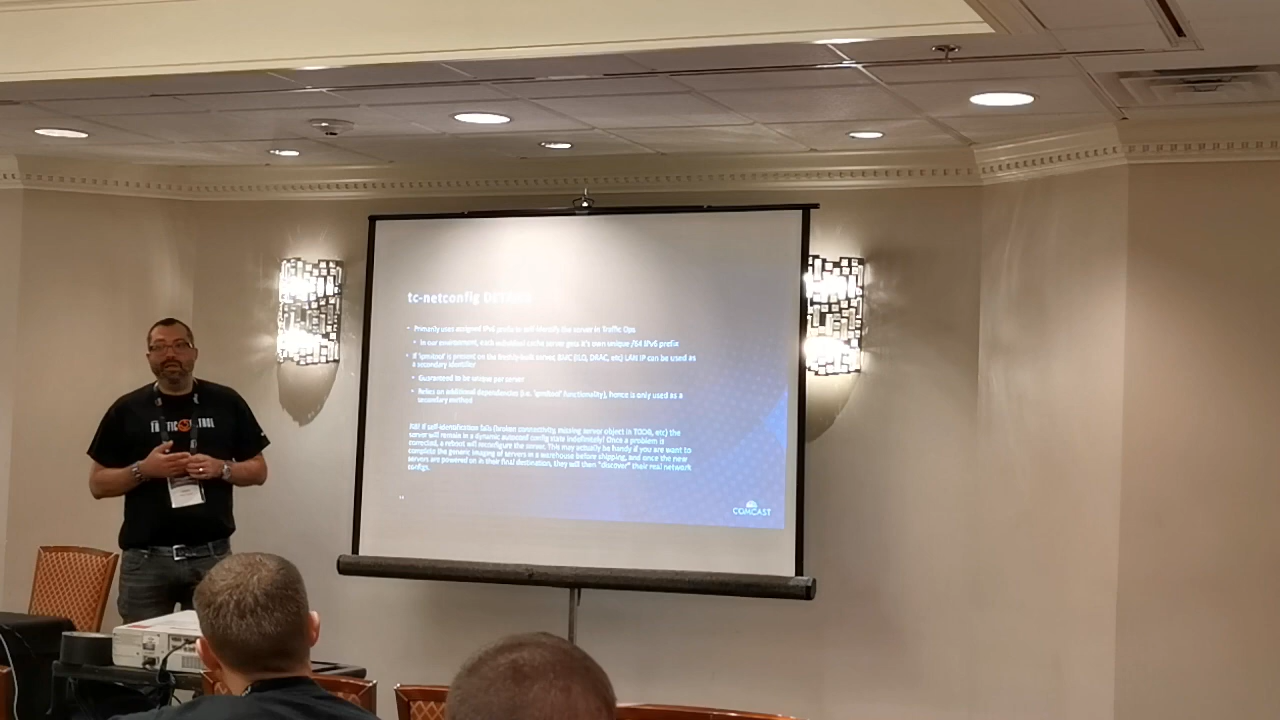 tc-netconfig
• Primarily uses assigned IPv6 prefix to self-identify the server in Traffic Ops
• In our environment, each individual cache server gets it's own unique /64 IPv6 prefix
• If 'ipmitool' is present on the freshly-built server, BMC (iLO, DRAC, etc) LAN IP can be used as
a secondary identifier
• Guaranteed to be unique per server
• Relies on additional dependencies (i.e. 'ipmitool' functionality), hence is only used as a
secondary method
N.B! If self-identification fails (broken connectivity, missing server object in TODB, etc) the
server will remain in a dynamic autoconf config state indefinitely! Once a problem is
corrected, a reboot will reconfigure the server. This may actually be handy if you are want to
complete the generic imaging of servers in a warehouse before shipping, and once the new
servers are powered on in their final destination, they will then "discover" their real network
configs.
COMCAST